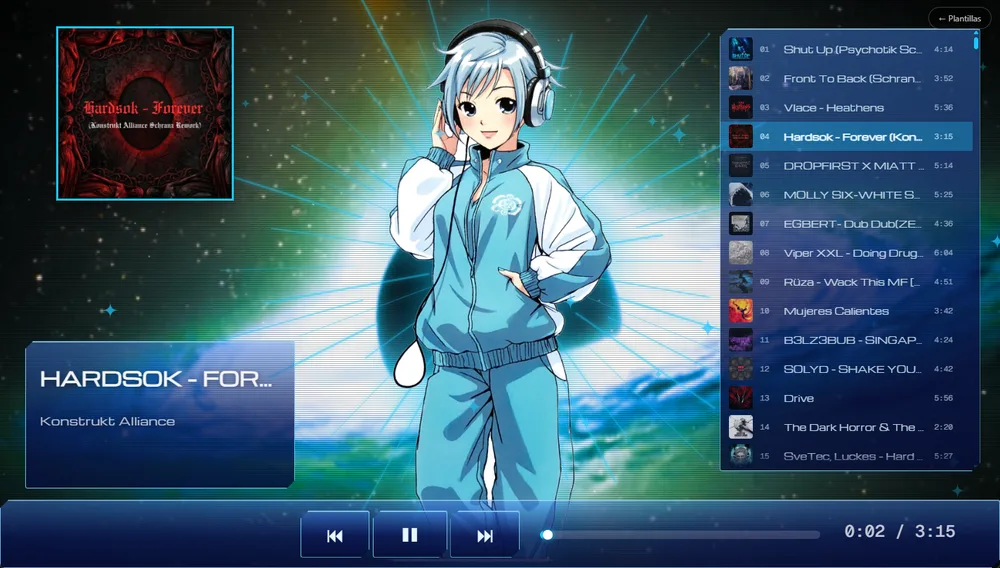 ← Plantillas
Hardsok - Forever
(Konstrukt Alliance Schranz Rework)
01 Shut Up (Psychotik Sc... 4:14
02 Front To Back (Schran... 3:52
03 Vlace - Heathens 5:36
04 Hardsok - Forever (Kon... 3:15
05 DROPFIRST X MIATT ... 5:14
06 MOLLY SIX-WHITE S... 5:25
07 EGBERT - Dub Dub(ZE... 4:36
08 Viper XXL - Doing Drug... 6:04
09 Rüza - Wack This MF [... 4:51
10 Mujeres Calientes 3:42
11 B3LZ3BUB - SINGAP... 4:24
12 SOLYD - SHAKE YOU... 4:42
13 Drive 5:56
14 The Dark Horror & The ... 2:20
15 SveTec, Luckes - Hard ... 5:27
HARDSOK - FOR...
Konstrukt Alliance
0:02 / 3:15